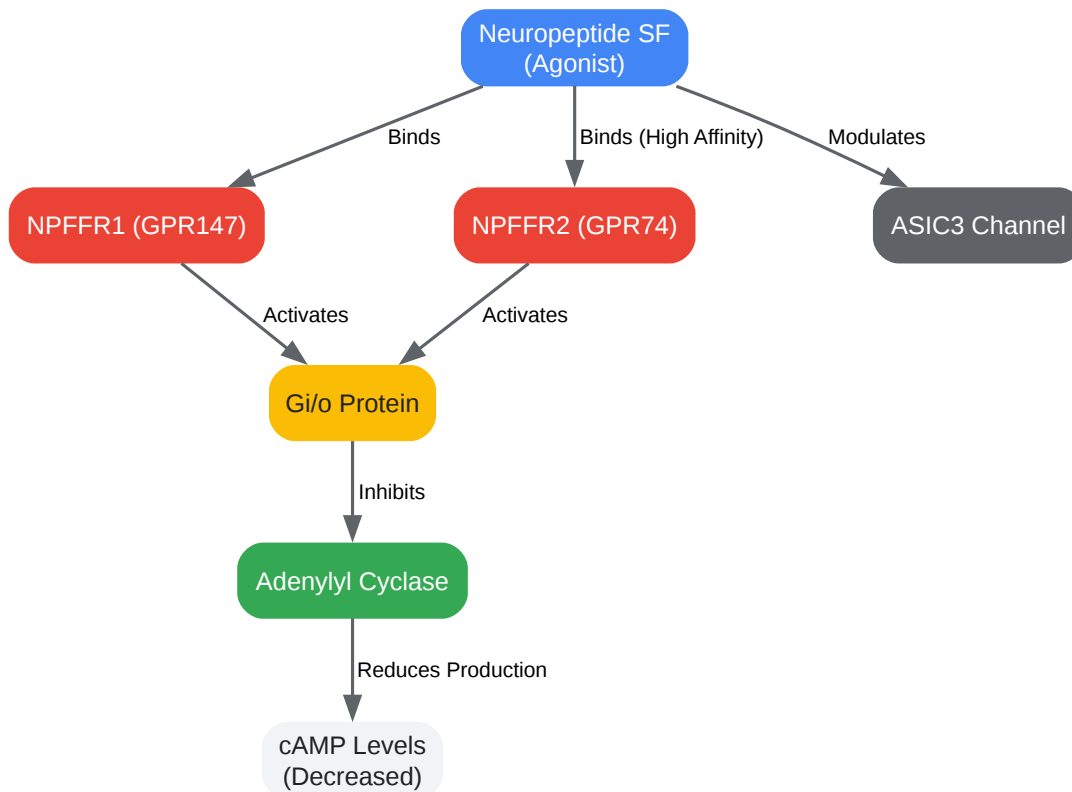 Neuropeptide SF
(Agonist)
Binds
Binds (High Affinity)
Modulates
NPFFR1 (GPR147)
NPFFR2 (GPR74)
ASIC3 Channel
Activates
Activates
Gi/o Protein
Inhibits
Adenylyl Cyclase
Reduces Production
cAMP Levels
(Decreased)